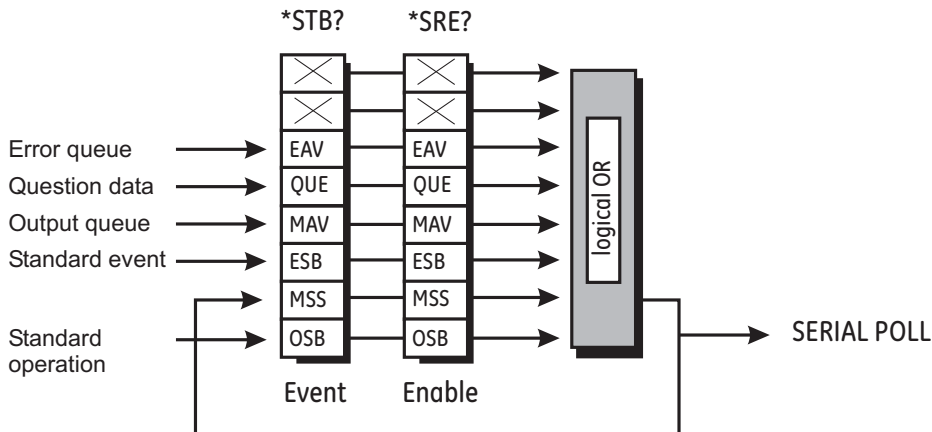 *STB? *SRE?
Error queue EAV EAV
Question data QUE QUE
Output queue MAV MAV
Standard event ESB ESB
MSS MSS
Standard OSB OSB
operation
logical OR
SERIAL POLL
Event Enable